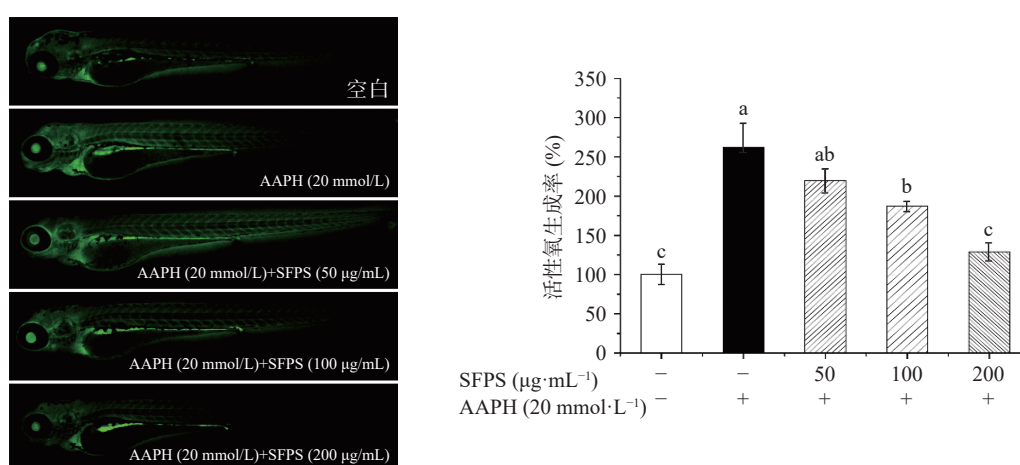 空白
AAPH (20 mmol/L)
AAPH (20 mmol/L)+SFPS (50 μg/mL)
AAPH (20 mmol/L)+SFPS (100 μg/mL)
AAPH (20 mmol/L)+SFPS (200 μg/mL)
活性氧生成率 (%)
350
300
250
200
150
100
50
0
c
a
ab
b
c
SFPS (μg·mL⁻¹) − − 50 100 200
AAPH (20 mmol·L⁻¹) − + + + +